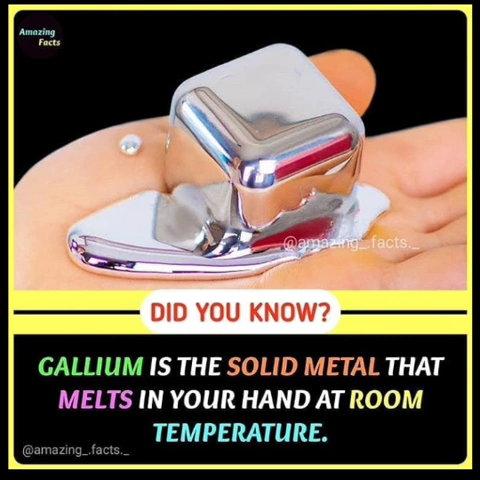 Amazing
Facts
@amazing_.facts._
DID YOU KNOW?
GALLIUM IS THE SOLID METAL THAT
MELTS IN YOUR HAND AT ROOM
TEMPERATURE.
@amazing_.facts._